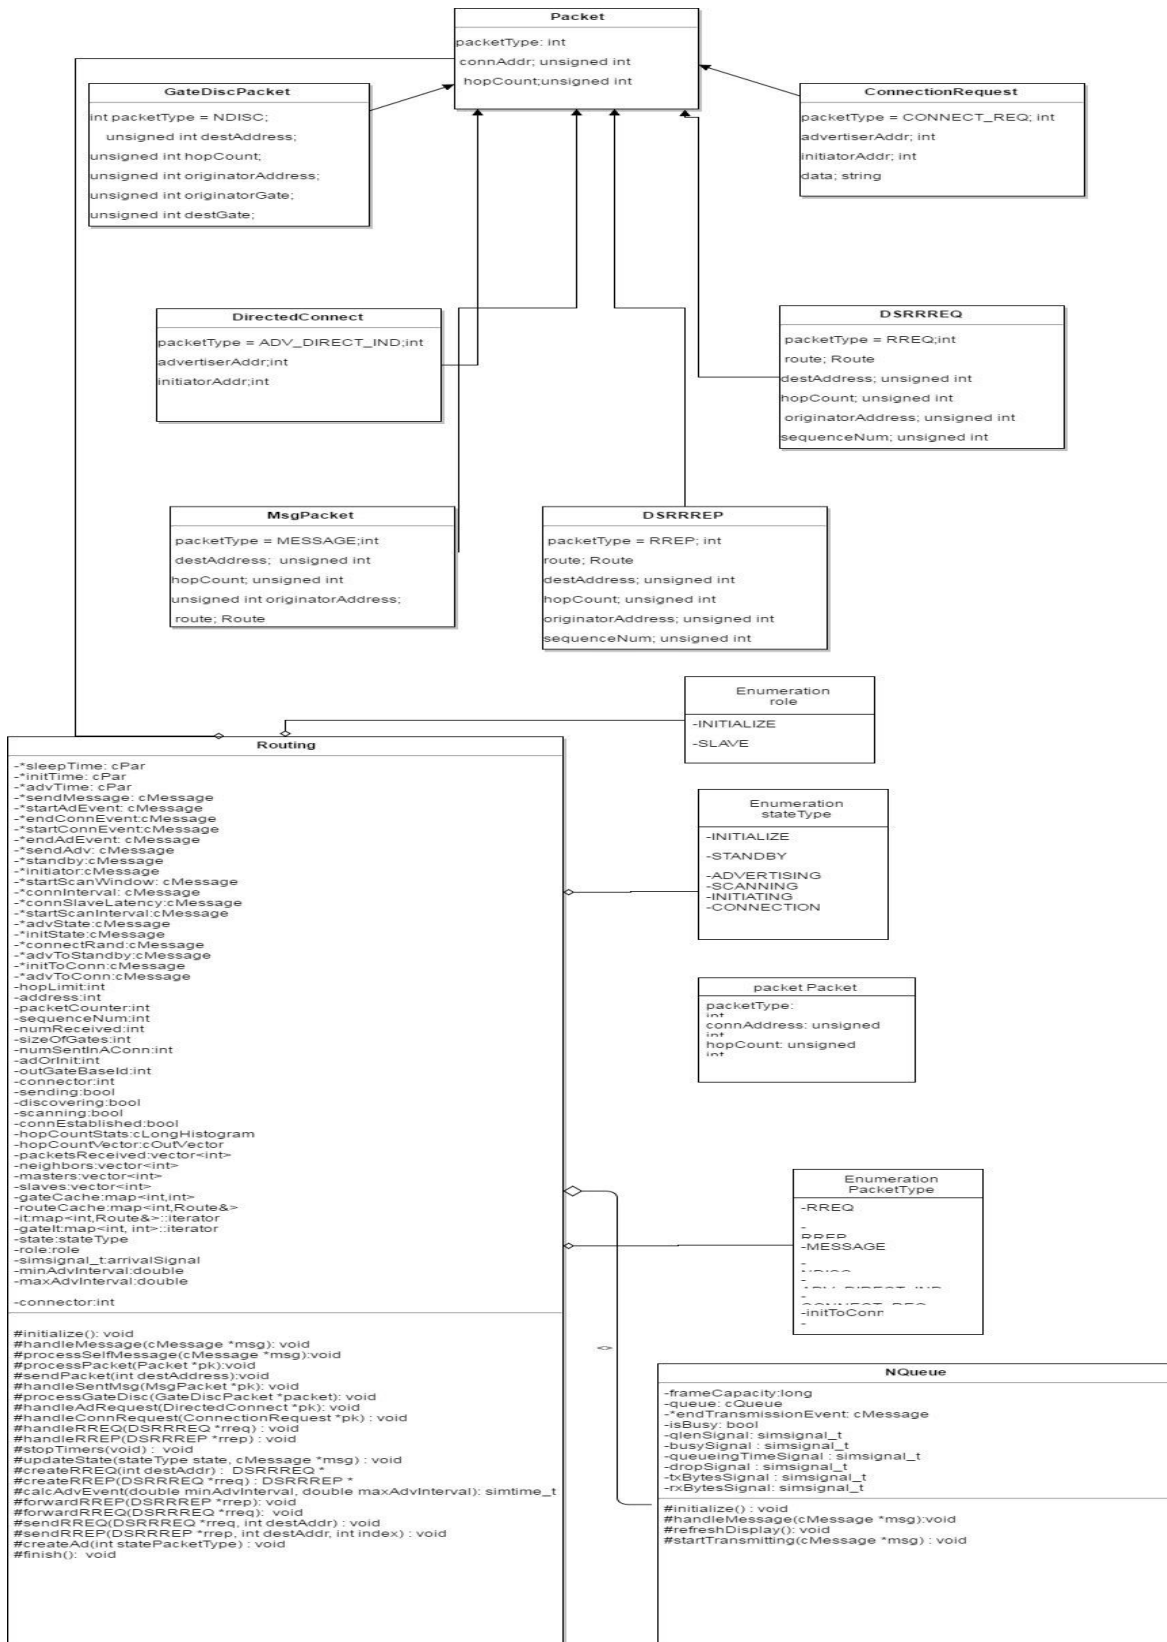 Packet
packetType: int
connAddr; unsigned int
hopCount;unsigned int
GateDiscPacket
int packetType = NDISC;
unsigned int destAddress;
unsigned int hopCount;
unsigned int originatorAddress;
unsigned int originatorGate;
unsigned int destGate;
ConnectionRequest
packetType = CONNECT_REQ; int
advertiserAddr; int
initiatorAddr; int
data; string
DirectedConnect
packetType = ADV_DIRECT_IND;int
advertiserAddr;int
initiatorAddr;int
DSRRREQ
packetType = RREQ;int
route; Route
destAddress; unsigned int
hopCount; unsigned int
originatorAddress; unsigned int
sequenceNum; unsigned int
MsgPacket
packetType = MESSAGE;int
destAddress; unsigned int
hopCount; unsigned int
unsigned int originatorAddress;
route; Route
DSRRREP
packetType = RREP; int
route; Route
destAddress; unsigned int
hopCount; unsigned int
originatorAddress; unsigned int
sequenceNum; unsigned int
Enumeration
role
-INITIALIZE
-SLAVE
Routing
-*sleepTime: cPar
-*initTime: cPar
-*advTime: cPar
-*sendMessage: cMessage
-*startAdEvent: cMessage
-*endConnEvent:cMessage
-*startConnEvent:cMessage
-*endAdEvent: cMessage
-*sendAdv: cMessage
-*standby:cMessage
-*initiator:cMessage
-*startScanWindow: cMessage
-*connInterval: cMessage
-*connSlaveLatency:cMessage
-*startScanInterval:cMessage
-*advState:cMessage
-*initState:cMessage
-*connectRand:cMessage
-*advToStandby:cMessage
-*initToConn:cMessage
-*advToConn:cMessage
-hopLimit:int
-address:int
-packetCounter:int
-sequenceNum:int
-numReceived:int
-sizeOfGates:int
-numSentInAConn:int
-adOrInit:int
-outGateBaseId:int
-connector:int
-sending:bool
-discovering:bool
-scanning:bool
-connEstablished:bool
-hopCountStats:cLongHistogram
-hopCountVector:cOutVector
-packetsReceived:vector<int>
-neighbors:vector<int>
-masters:vector<int>
-slaves:vector<int>
-gateCache:map<int,int>
-routeCache:map<int,Route&>
-it:map<int,Route&>::iterator
-gateIt:map<int, int>::iterator
-state:stateType
-role:role
-simsignal_t:arrivalSignal
-minAdvInterval:double
-maxAdvInterval:double
-connector:int
#initialize(): void
#handleMessage(cMessage *msg): void
#processSelfMessage(cMessage *msg):void
#processPacket(Packet *pk):void
#sendPacket(int destAddress):void
#handleSentMsg(MsgPacket *pk): void
#processGateDisc(GateDiscPacket *packet): void
#handleAdRequest(DirectedConnect *pk): void
#handleConnRequest(ConnectionRequest *pk) : void
#handleRREQ(DSRRREQ *rreq) : void
#handleRREP(DSRRREP *rrep) : void
#stopTimers(void) : void
#updateState(stateType state, cMessage *msg) : void
#createRREQ(int destAddr) : DSRRREQ *
#createRREP(DSRRREQ *rreq) : DSRRREP *
#calcAdvEvent(double minAdvInterval, double maxAdvInterval): simtime_t
#forwardRREP(DSRRREP *rrep): void
#forwardRREQ(DSRRREQ *rreq): void
#sendRREQ(DSRRREQ *rreq, int destAddr) : void
#sendRREP(DSRRREP *rrep, int destAddr, int index) : void
#createAd(int statePacketType) : void
#finish(): void
Enumeration
stateType
-INITIALIZE
-STANDBY
-ADVERTISING
-SCANNING
-INITIATING
-CONNECTION
packet Packet
packetType:
int
connAddress: unsigned
int
hopCount: unsigned
int
Enumeration
PacketType
-RREQ
-
RREP
-MESSAGE
-
-
-
-initToConn
-
<>
NQueue
-frameCapacity:long
-queue: cQueue
-*endTransmissionEvent: cMessage
-isBusy: bool
-qlenSignal: simsignal_t
-busySignal : simsignal_t
-queueingTimeSignal : simsignal_t
-dropSignal : simsignal_t
-txBytesSignal : simsignal_t
-rxBytesSignal : simsignal_t
#initialize() : void
#handleMessage(cMessage *msg):void
#refreshDisplay(): void
#startTransmitting(cMessage *msg) : void